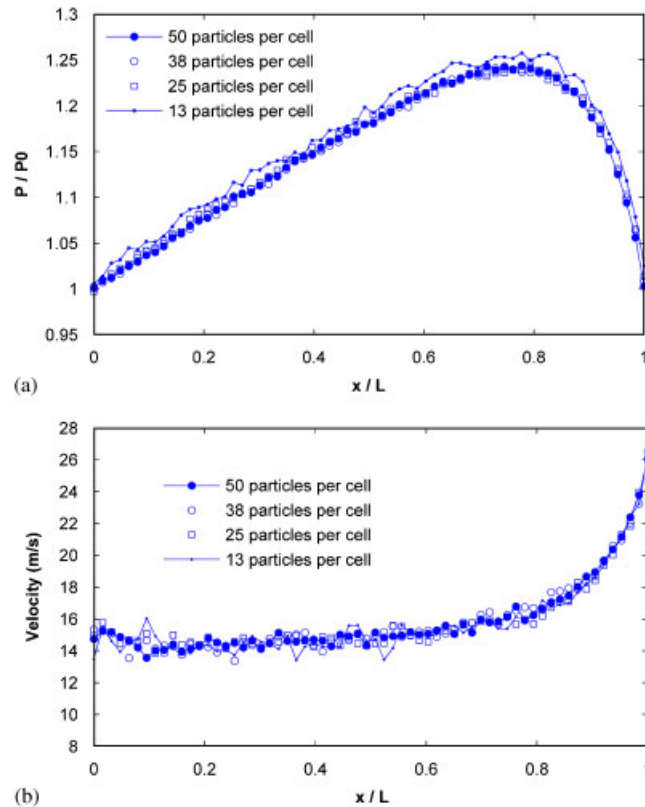 1.3
1.25
1.2
1.15
1.1
1.05
1
0.95
P / P0
50 particles per cell
38 particles per cell
25 particles per cell
13 particles per cell
0 0.2 0.4 0.6 0.8 1
(a)
x / L
28
26
24
22
20
18
16
14
12
10
8
Velocity (m/s)
50 particles per cell
38 particles per cell
25 particles per cell
13 particles per cell
0 0.2 0.4 0.6 0.8 1
(b)
x / L